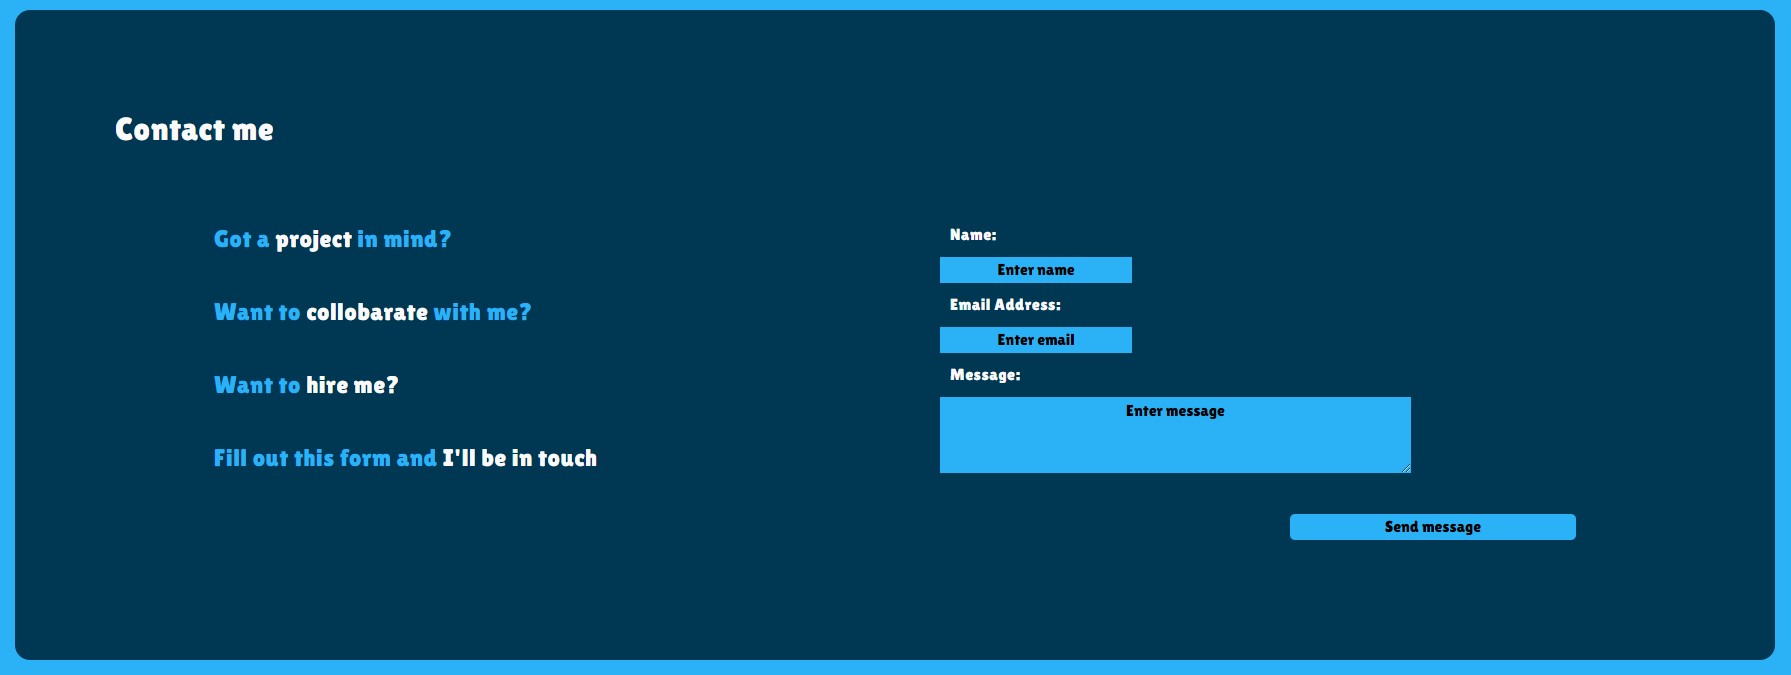 Contact me
Got a project in mind?
Want to collobarate with me?
Want to hire me?
Fill out this form and I'll be in touch
Name:
Enter name
Email Address:
Enter email
Message:
Enter message
Send message